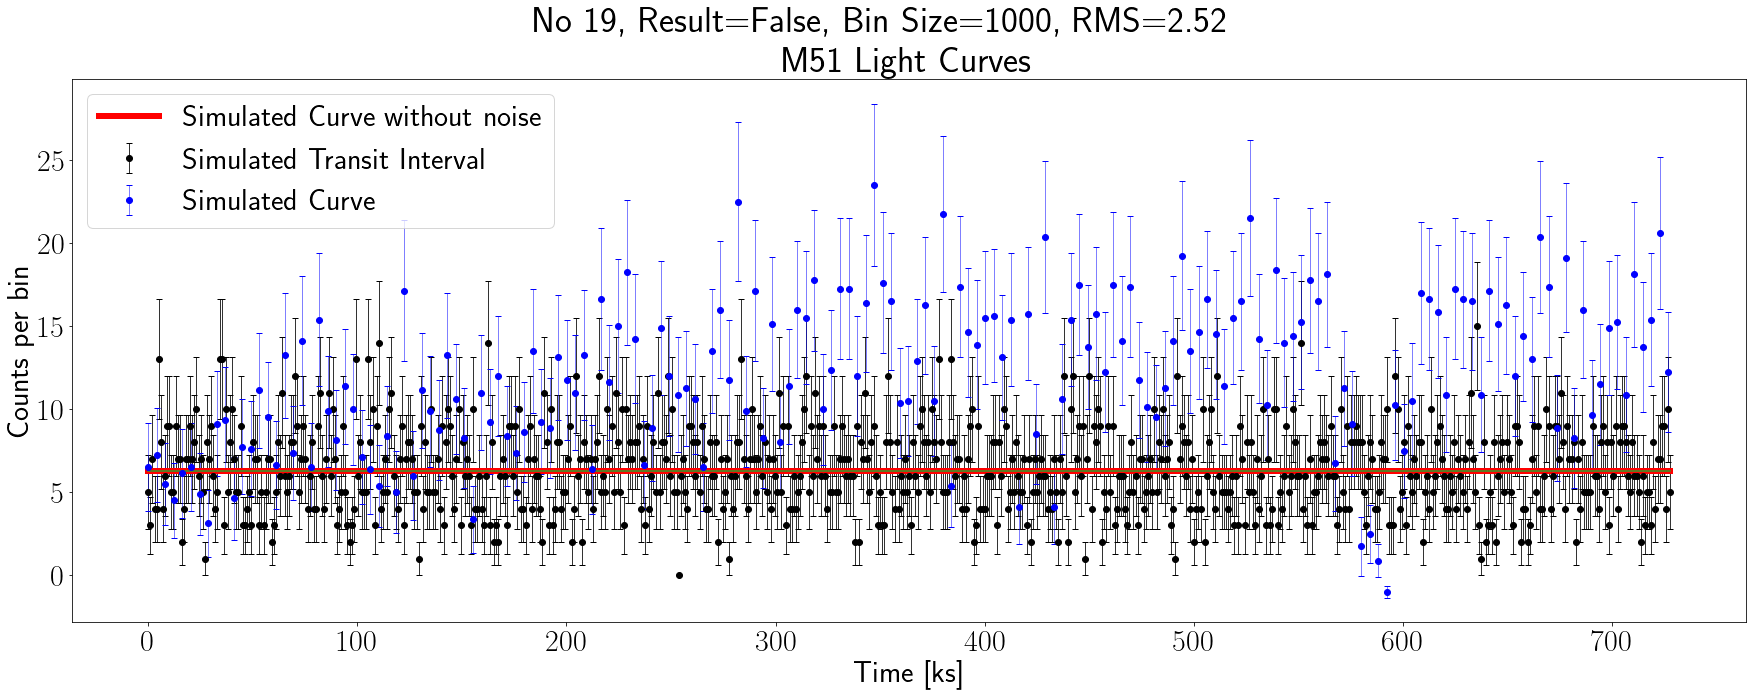 No 19, Result=False, Bin Size=1000, RMS=2.52
M51 Light Curves
Simulated Curve without noise
Simulated Transit Interval
Simulated Curve
Counts per bin
25
20
15
10
5
0
0 100 200 300 400 500 600 700
Time [ks]